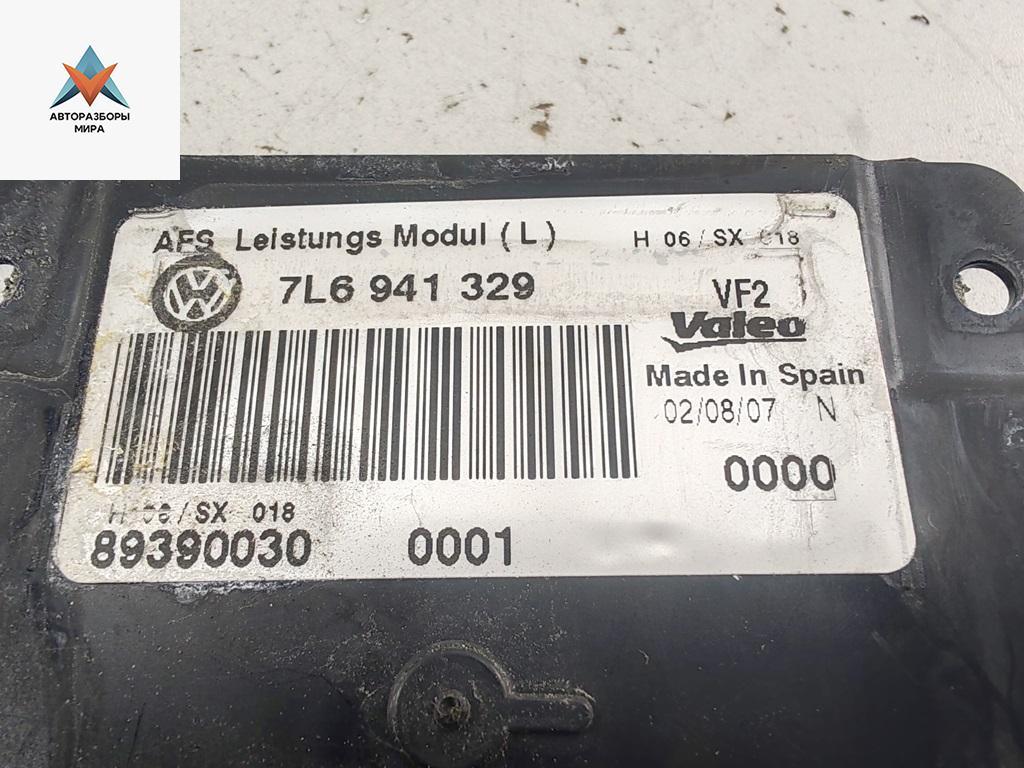 АВТОРАЗБОРЫ
МИРА
AFS Leistungs Modul (L)
H 06/SX 018
7L6 941 329
VF2
Valeo
Made In Spain
02/08/07 N
0000
H 06/SX 018
89390030 0001